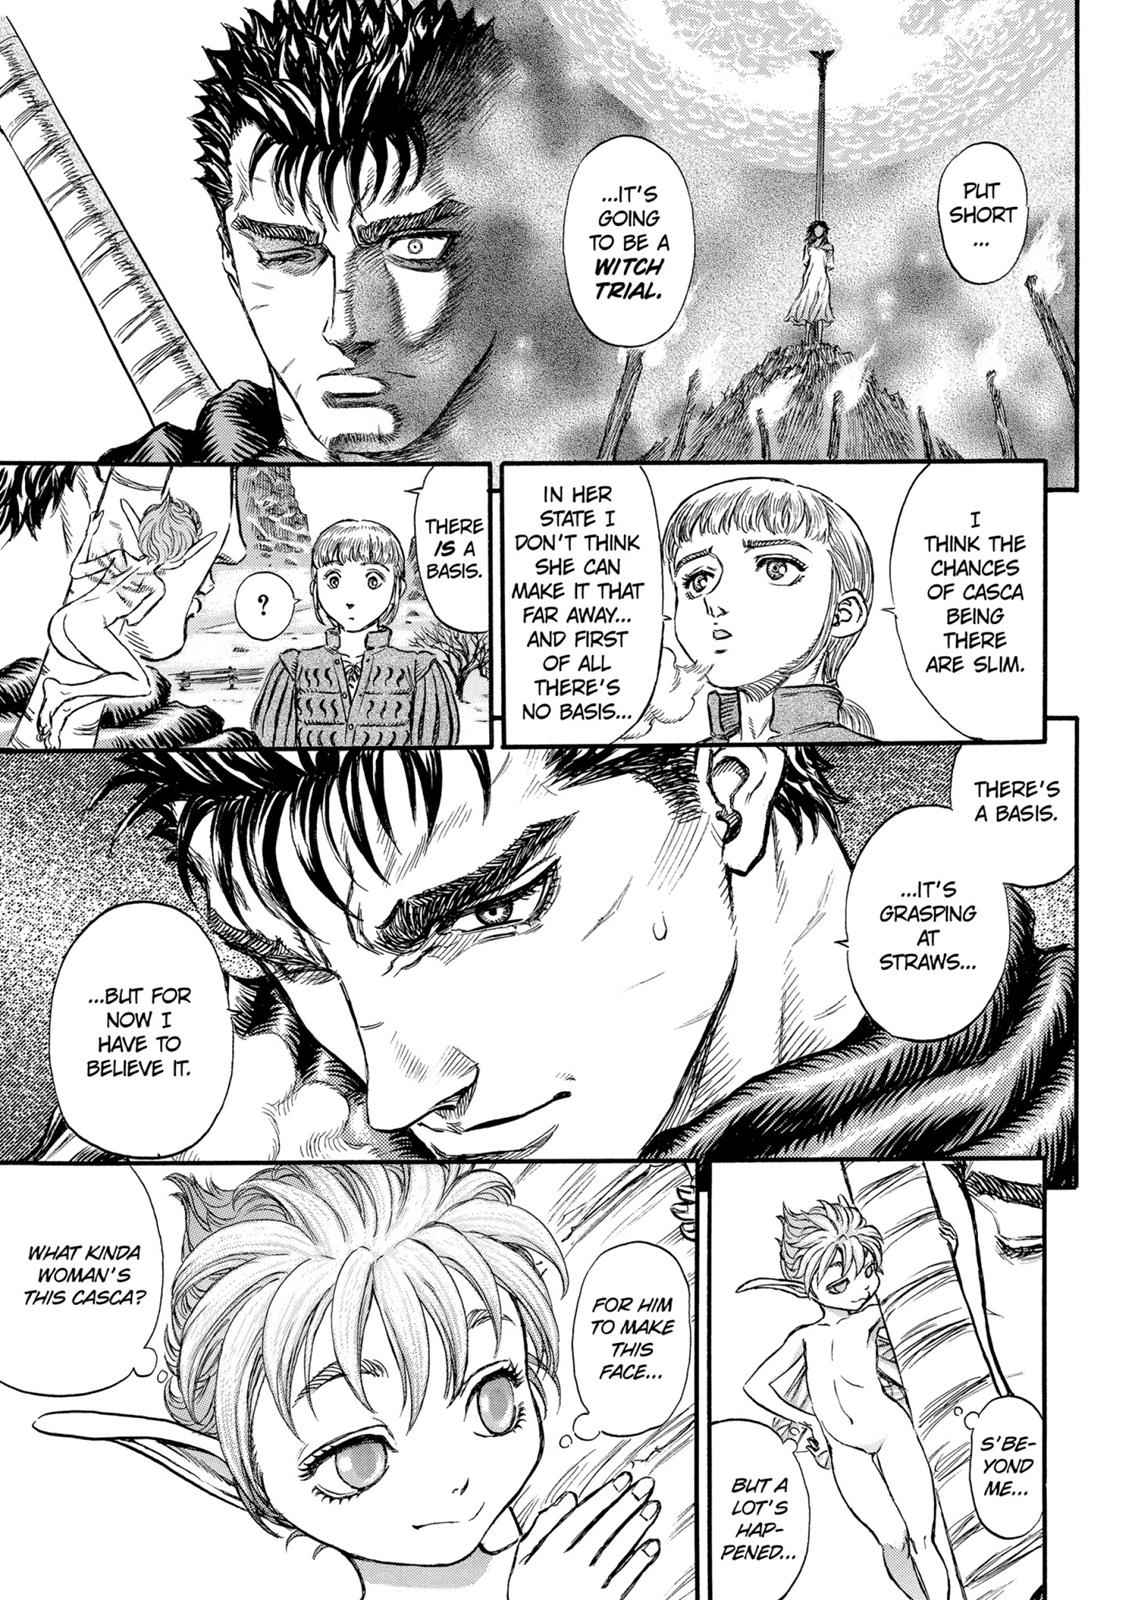 PUT
SHORT
...
...IT'S
GOING
TO BE A
WITCH
TRIAL.
I
THINK THE
CHANCES
OF CASCA
BEING
THERE
ARE SLIM.
IN HER
STATE I
DON'T THINK
SHE CAN
MAKE IT THAT
FAR AWAY...
AND FIRST
OF ALL
THERE'S
NO BASIS...
THERE
IS A
BASIS.
?
THERE'S
A BASIS.
...IT'S
GRASPING
AT
STRAWS...
...BUT FOR
NOW I
HAVE TO
BELIEVE IT.
S'BE-
YOND
ME...
BUT A
LOT'S
HAP-
PENED...
FOR HIM
TO MAKE
THIS
FACE...
WHAT KINDA
WOMAN'S
THIS CASCA?